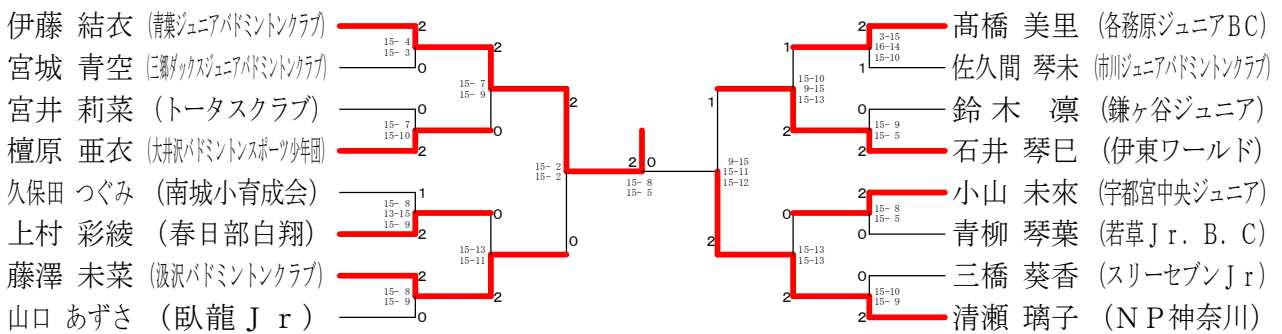 伊藤 結衣 (青葉ジュニアバドミントンクラブ) 2
15- 4
15- 3
宮城 青空 (三郷ダックスジュニアバドミントンクラブ) 0
2
15- 7
15- 9
0
宮井 莉菜 (トータスクラブ) 0
15- 7
15-10
檀原 亜衣 (大井沢バドミントンスポーツ少年団) 2
2
15- 2
15- 2
0
久保田 つぐみ (南城小育成会) 1
15- 8
13-15
15- 9
上村 彩綾 (春日部白翔) 2
0
15-13
15-11
2
藤澤 未菜 (汲沢バドミントンクラブ) 2
15- 8
15- 9
山口 あずさ (臥龍Jr) 0
2 0
15- 8
15- 5
2 髙橋 美里 (各務原ジュニアBC)
3-15
16-14
15-10
1 佐久間 琴未 (市川ジュニアバドミントンクラブ)
1
15-10
9-15
15-13
2
0 鈴木 凛 (鎌ヶ谷ジュニア)
15- 9
15- 5
2 石井 琴巳 (伊東ワールド)
1
9-15
15-11
15-12
2
2 小山 未來 (宇都宮中央ジュニア)
15- 8
15- 5
0 青柳 琴葉 (若草Jr.B.C)
0
15-13
15-13
2
0 三橋 葵香 (スリーセブンJr)
15-10
15- 9
2 清瀬 璃子 (NP神奈川)